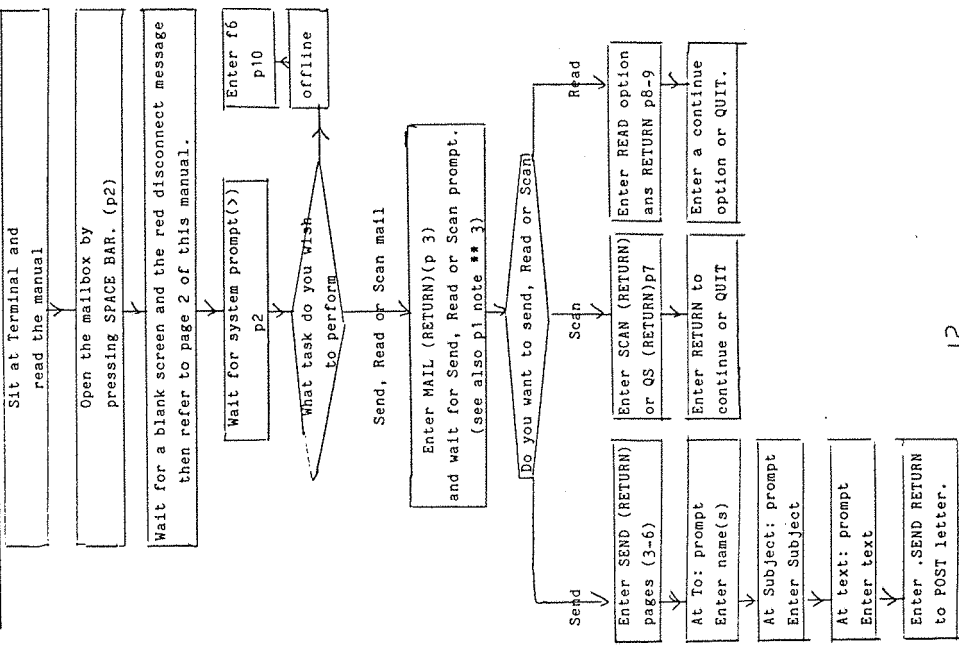 Sit at Terminal and
read the manual
Open the mailbox by
pressing SPACE BAR. (p2)
Wait for a blank screen and the red disconnect message
then refer to page 2 of this manual.
Wait for system prompt(>)
p2
Enter f6
p10
offline
What task do you wish
to perform
Send, Read or Scan mail
Enter MAIL (RETURN)(p 3)
and wait for Send, Read or Scan prompt.
(see also p1 note ** 3)
Do you want to send, Read or Scan
Send
Scan
Read
Enter SEND (RETURN)
pages (3-6)
At To: prompt
Enter name(s)
At Subject: prompt
Enter Subject
At text: prompt
Enter text
Enter .SEND RETURN
to POST letter.
Enter SCAN (RETURN)
or QS (RETURN)p7
Enter RETURN to
continue or QUIT
Enter READ option
ans RETURN p8-9
Enter a continue
option or QUIT.
12